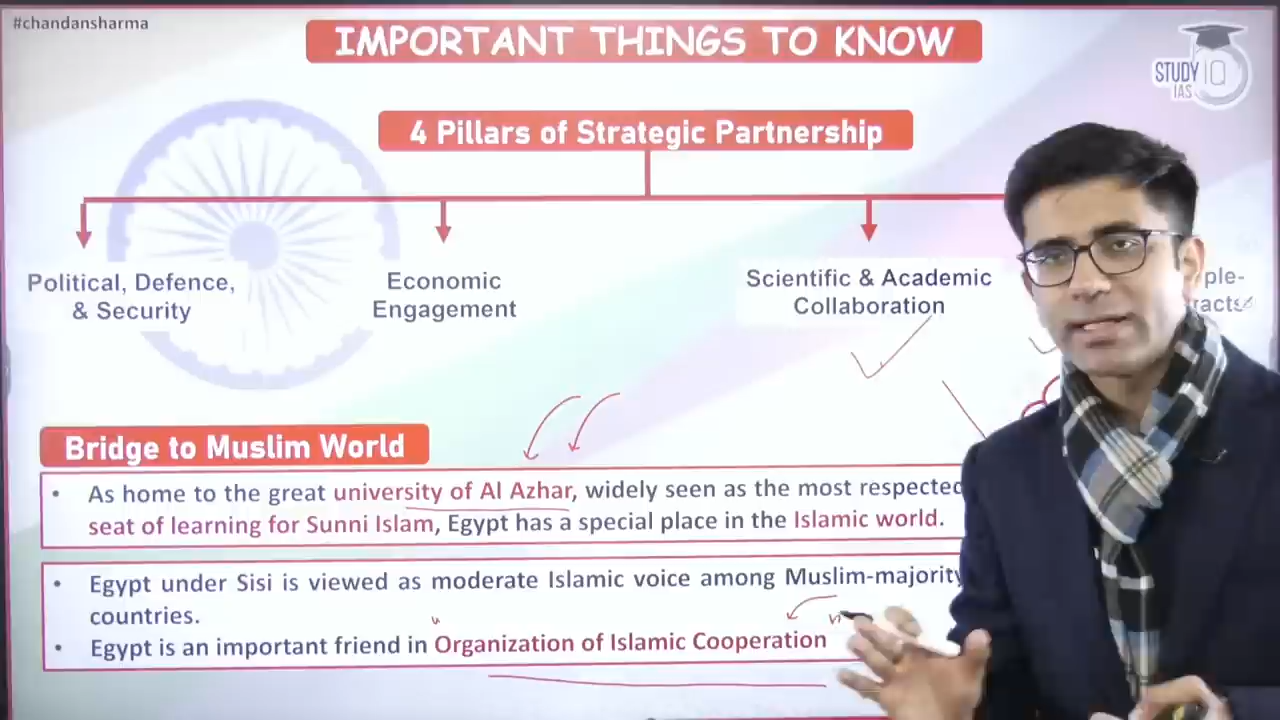 #chandansharma
IMPORTANT THINGS TO KNOW
STUDY IQ
IAS
4 Pillars of Strategic Partnership
Political, Defence,
& Security
Economic
Engagement
Scientific & Academic
Collaboration
Bridge to Muslim World
• As home to the great university of Al Azhar, widely seen as the most respected
seat of learning for Sunni Islam, Egypt has a special place in the Islamic world.
• Egypt under Sisi is viewed as moderate Islamic voice among Muslim-majority
countries.
• Egypt is an important friend in Organization of Islamic Cooperation